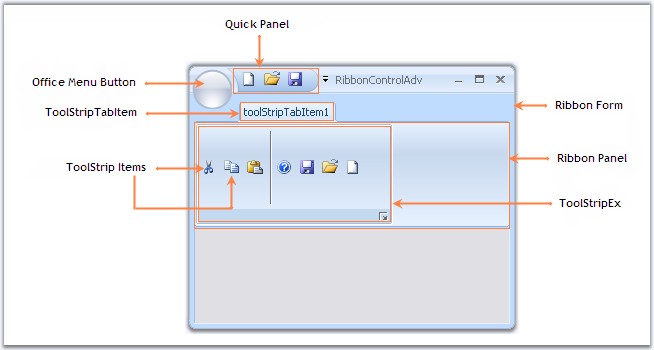 Quick Panel
Office Menu Button
RibbonControlAdv
ToolStripTabItem
toolStripTabItem1
Ribbon Form
ToolStrip Items
Ribbon Panel
ToolStripEx